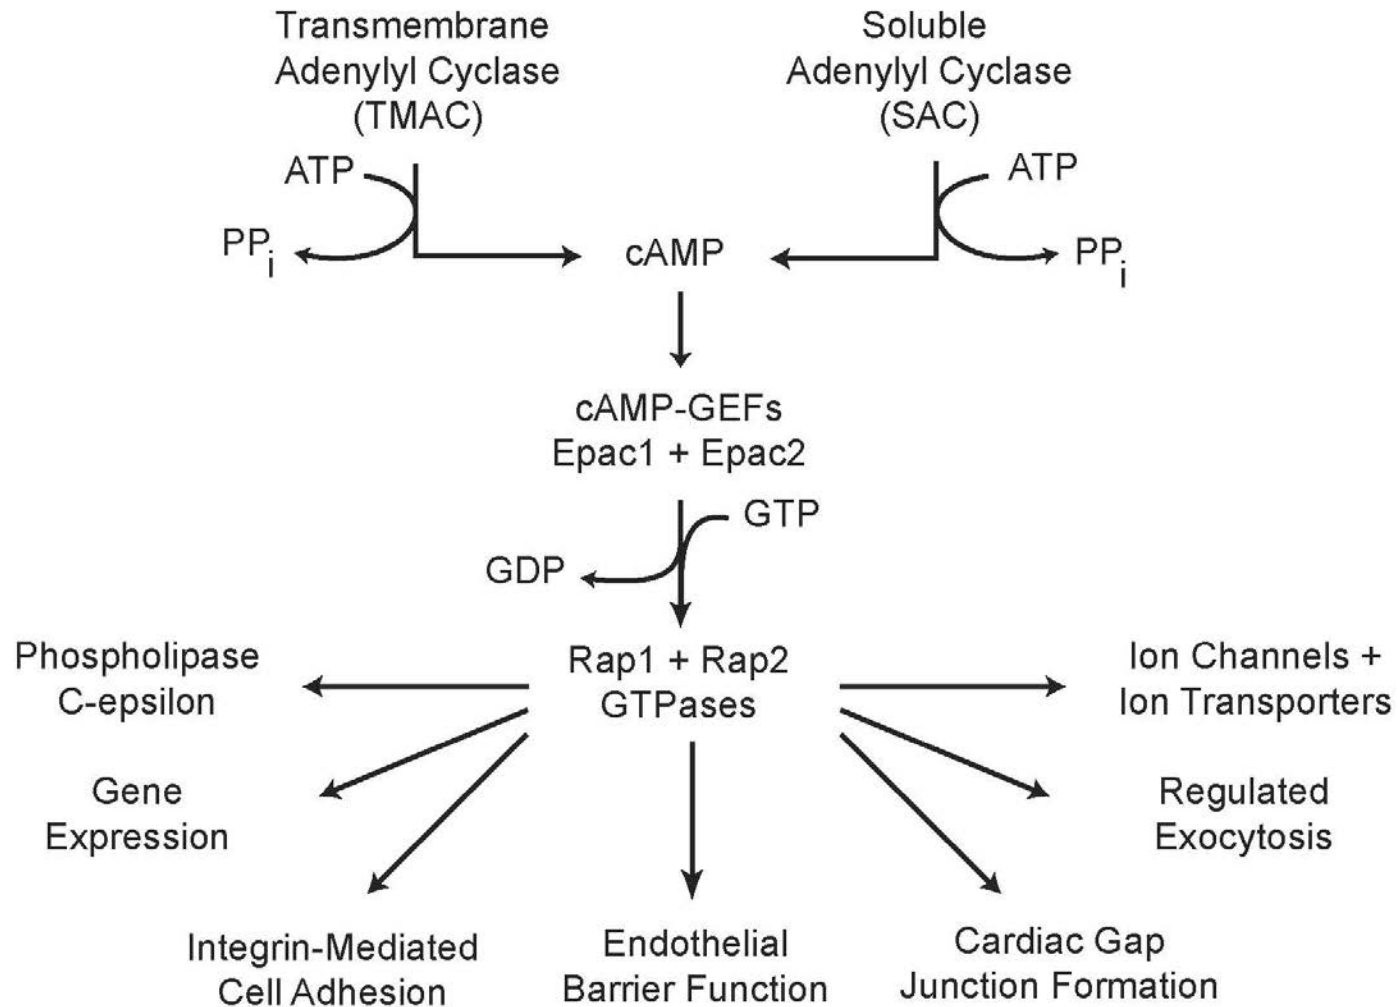 Transmembrane
Adenylyl Cyclase
(TMAC)
Soluble
Adenylyl Cyclase
(SAC)
ATP
ATP
PPi
cAMP
PPi
cAMP-GEFs
Epac1 + Epac2
GTP
GDP
Phospholipase
C-epsilon
Rap1 + Rap2
GTPases
Ion Channels +
Ion Transporters
Gene
Expression
Regulated
Exocytosis
Integrin-Mediated
Cell Adhesion
Endothelial
Barrier Function
Cardiac Gap
Junction Formation